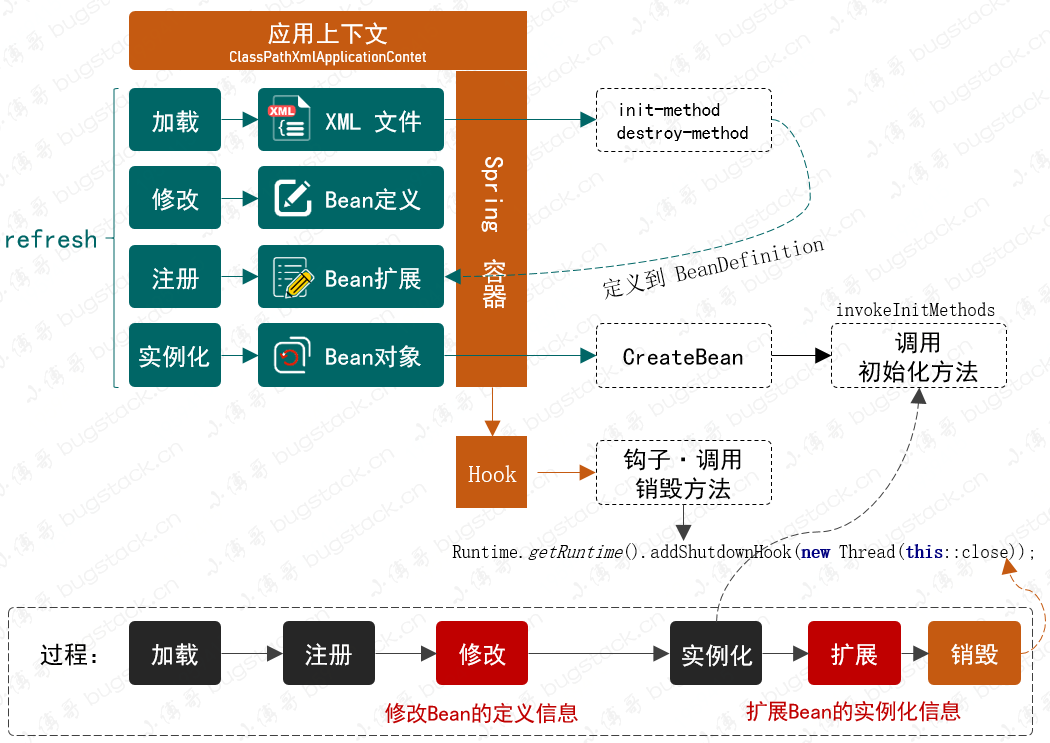 应用上下文
ClassPathXmlApplicationContet
refresh
加载
XML
XML 文件
init-method
destroy-method
修改
Bean定义
Spring 容器
注册
Bean扩展
定义到 BeanDefinition
实例化
Bean对象
CreateBean
invokeInitMethods
调用
初始化方法
Hook
钩子·调用
销毁方法
Runtime.getRuntime().addShutdownHook(new Thread(this::close));
过程：
加载
注册
修改
实例化
扩展
销毁
修改Bean的定义信息
扩展Bean的实例化信息
小·傅哥 bugstack.cn